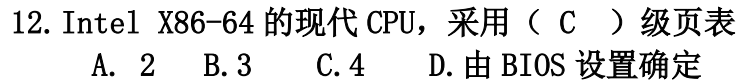 12. Intel X86-64 的现代 CPU，采用（ C ）级页表
A. 2 B.3 C.4 D.由 BIOS 设置确定